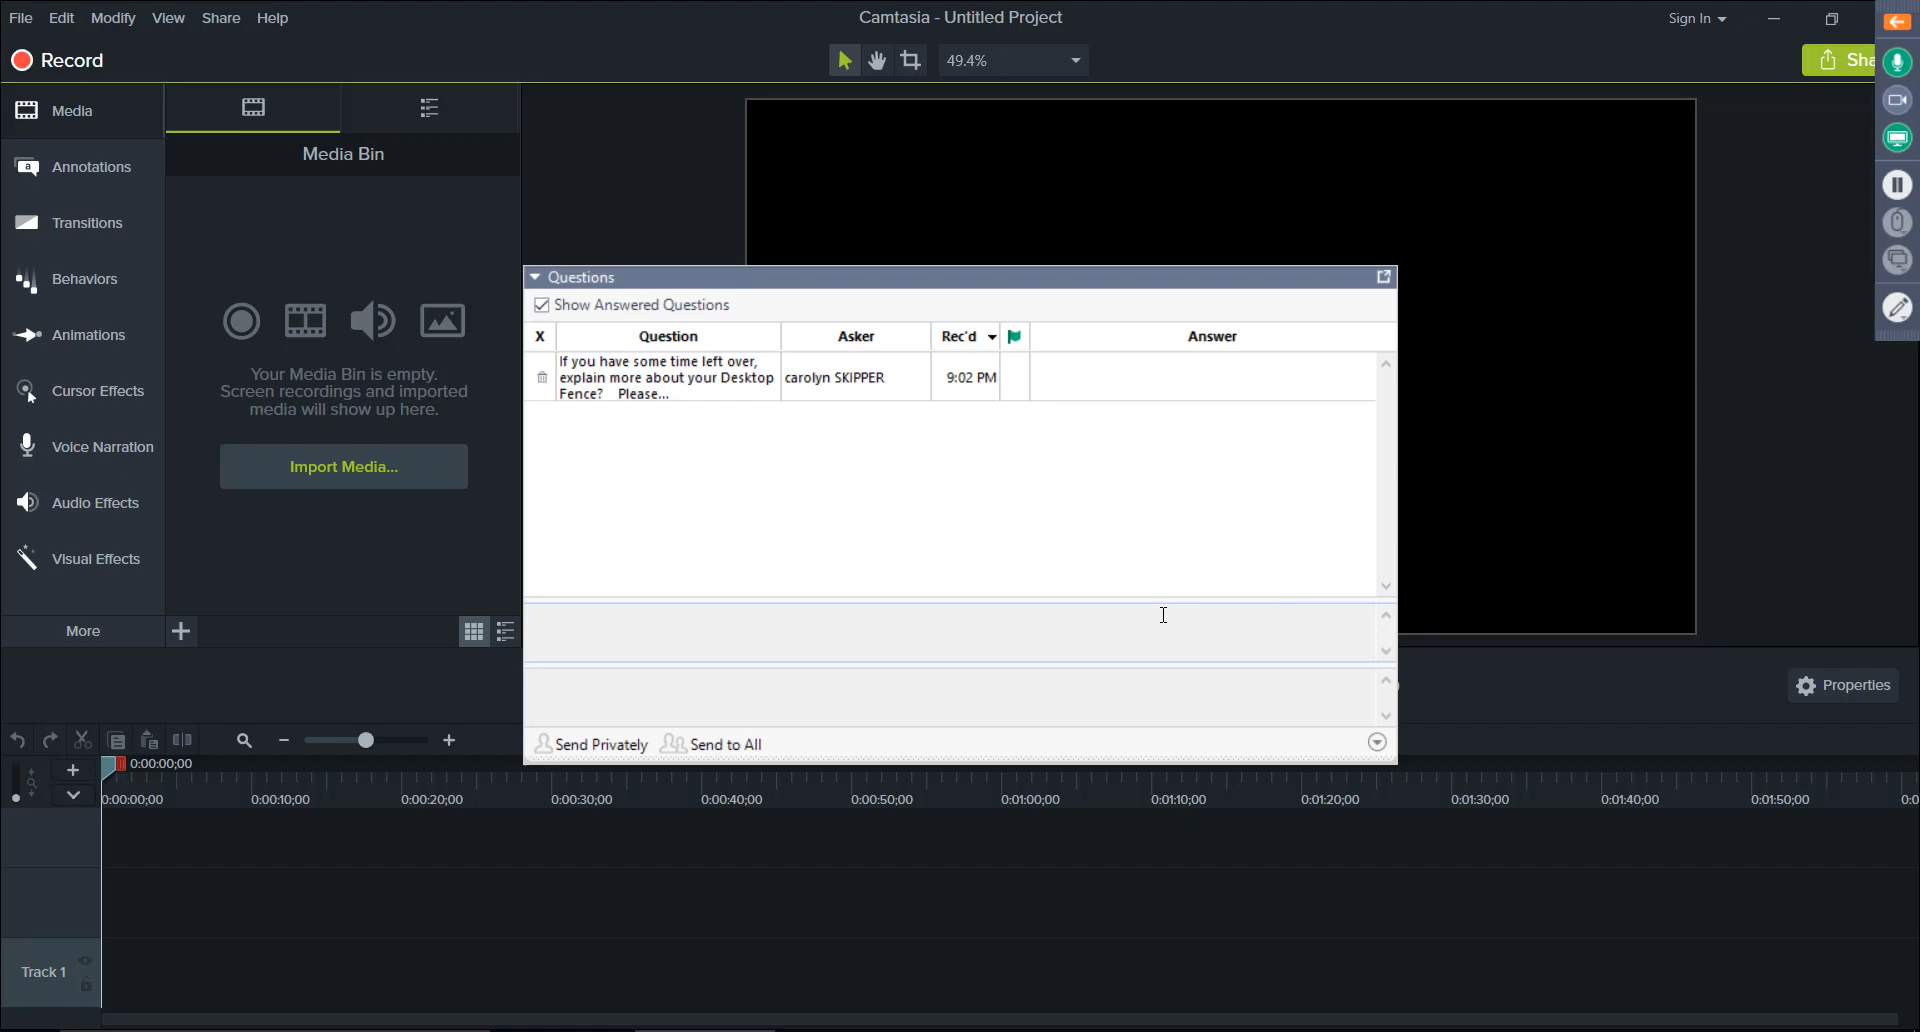 File Edit Modify View Share Help
Camtasia - Untitled Project
Sign In
Record
49.4%
Sha
Media
Annotations
Transitions
Behaviors
Animations
Cursor Effects
Voice Narration
Audio Effects
Visual Effects
More
Media Bin
Your Media Bin is empty.
Screen recordings and imported
media will show up here.
Import Media...
Questions
Show Answered Questions
X Question Asker Rec'd Answer
If you have some time left over,
explain more about your Desktop
Fence? Please...
carolyn SKIPPER
9:02 PM
Send Privately Send to All
Properties
0:00:00;00
0:00:00;00 0:00:10;00 0:00:20;00 0:00:30;00 0:00:40;00 0:00:50;00 0:01:00;00 0:01:10;00 0:01:20;00 0:01:30;00 0:01:40;00 0:01:50;00 0:0
Track 1